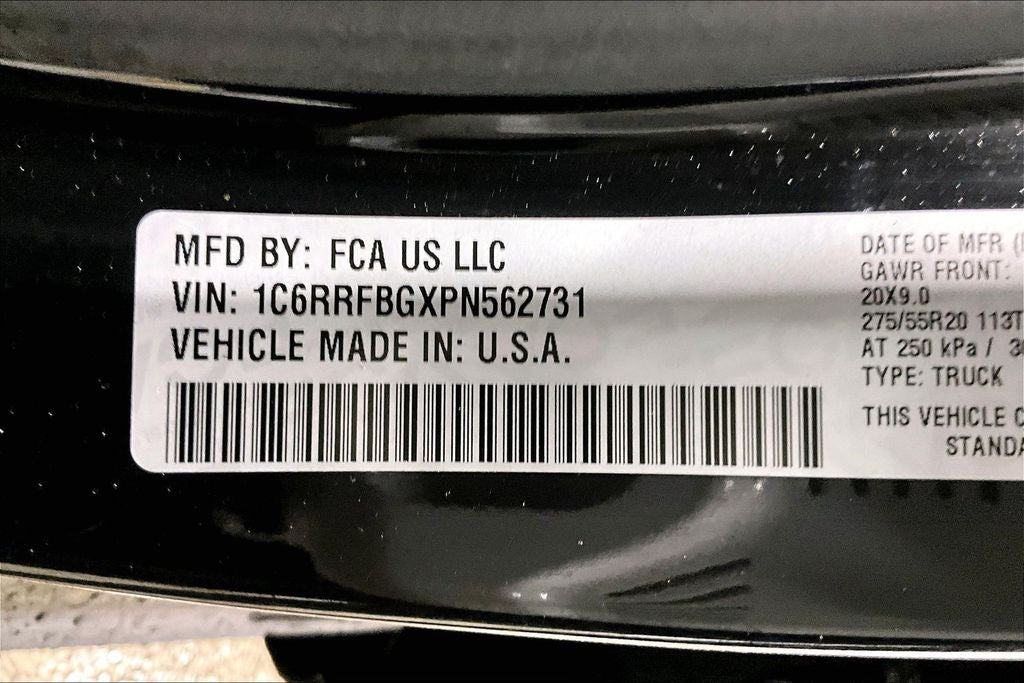 MFD BY: FCA US LLC
VIN: 1C6RRFBGXPN562731
VEHICLE MADE IN: U.S.A.
DATE OF MFR
GAWR FRONT:
20X9.0
275/55R20 113T
AT 250 kPa /
TYPE: TRUCK
THIS VEHICLE